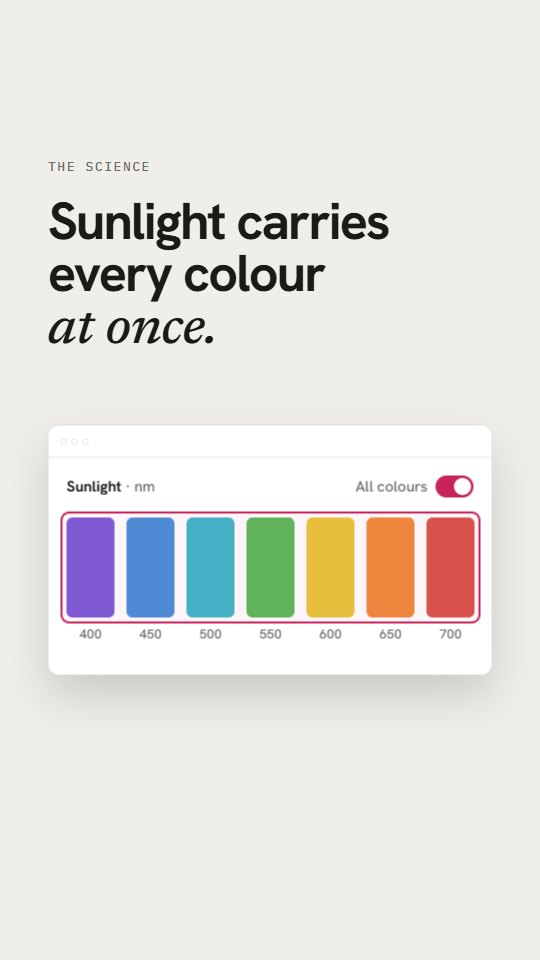 THE SCIENCE
Sunlight carries
every colour
at once.
Sunlight · nm
All colours
400 450 500 550 600 650 700